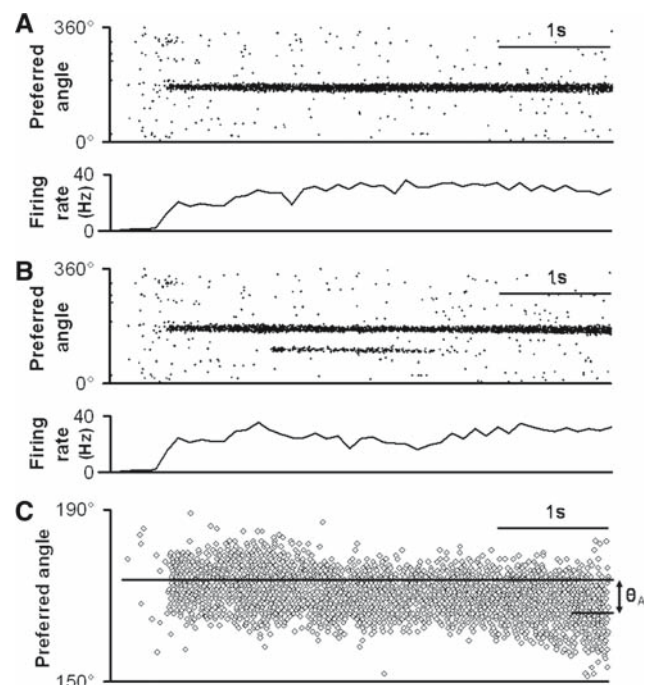 A
360°
Preferred angle
0°
1s
40
Firing rate (Hz)
0
B
360°
Preferred angle
0°
1s
40
Firing rate (Hz)
0
C
190°
Preferred angle
150°
1s
θA